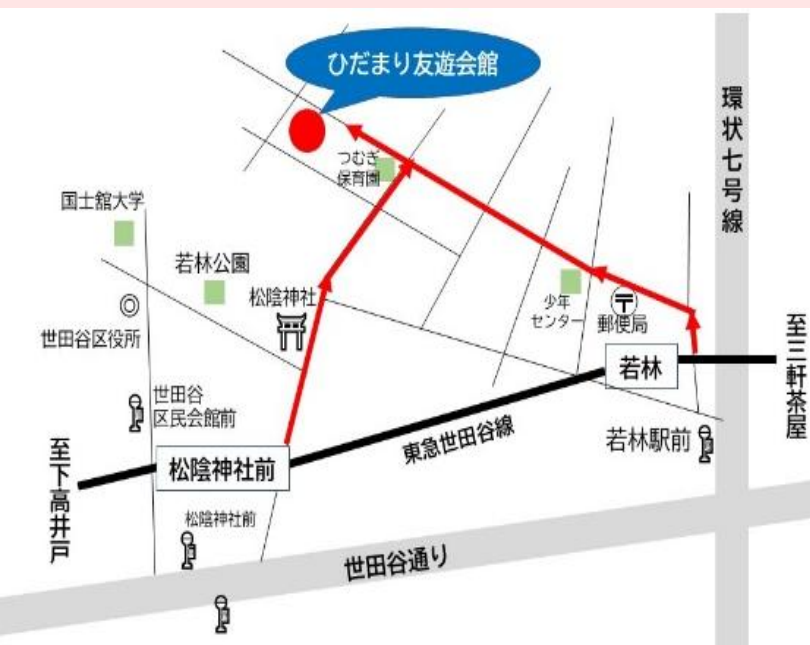 ひだまり友遊会館
環状七号線
つむぎ
保育園
国士舘大学
若林公園
松陰神社
少年
センター
郵便局
世田谷区役所
至三軒茶屋
若林
世田谷
区民会館前
東急世田谷線
若林駅前
至下高井戸
松陰神社前
松陰神社前
世田谷通り